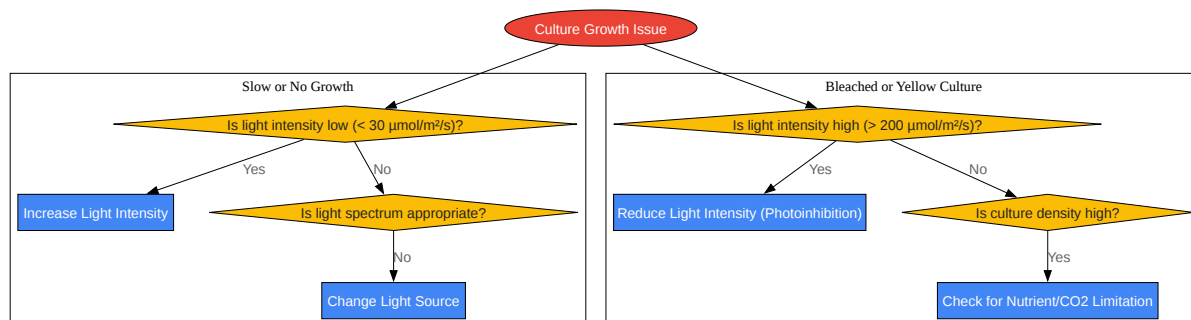 Culture Growth Issue
Slow or No Growth
Is light intensity low (< 30 µmol/m²/s)?
Yes
No
Increase Light Intensity
Is light spectrum appropriate?
No
Change Light Source
Bleached or Yellow Culture
Is light intensity high (> 200 µmol/m²/s)?
Yes
No
Reduce Light Intensity (Photoinhibition)
Is culture density high?
Yes
Check for Nutrient/CO2 Limitation